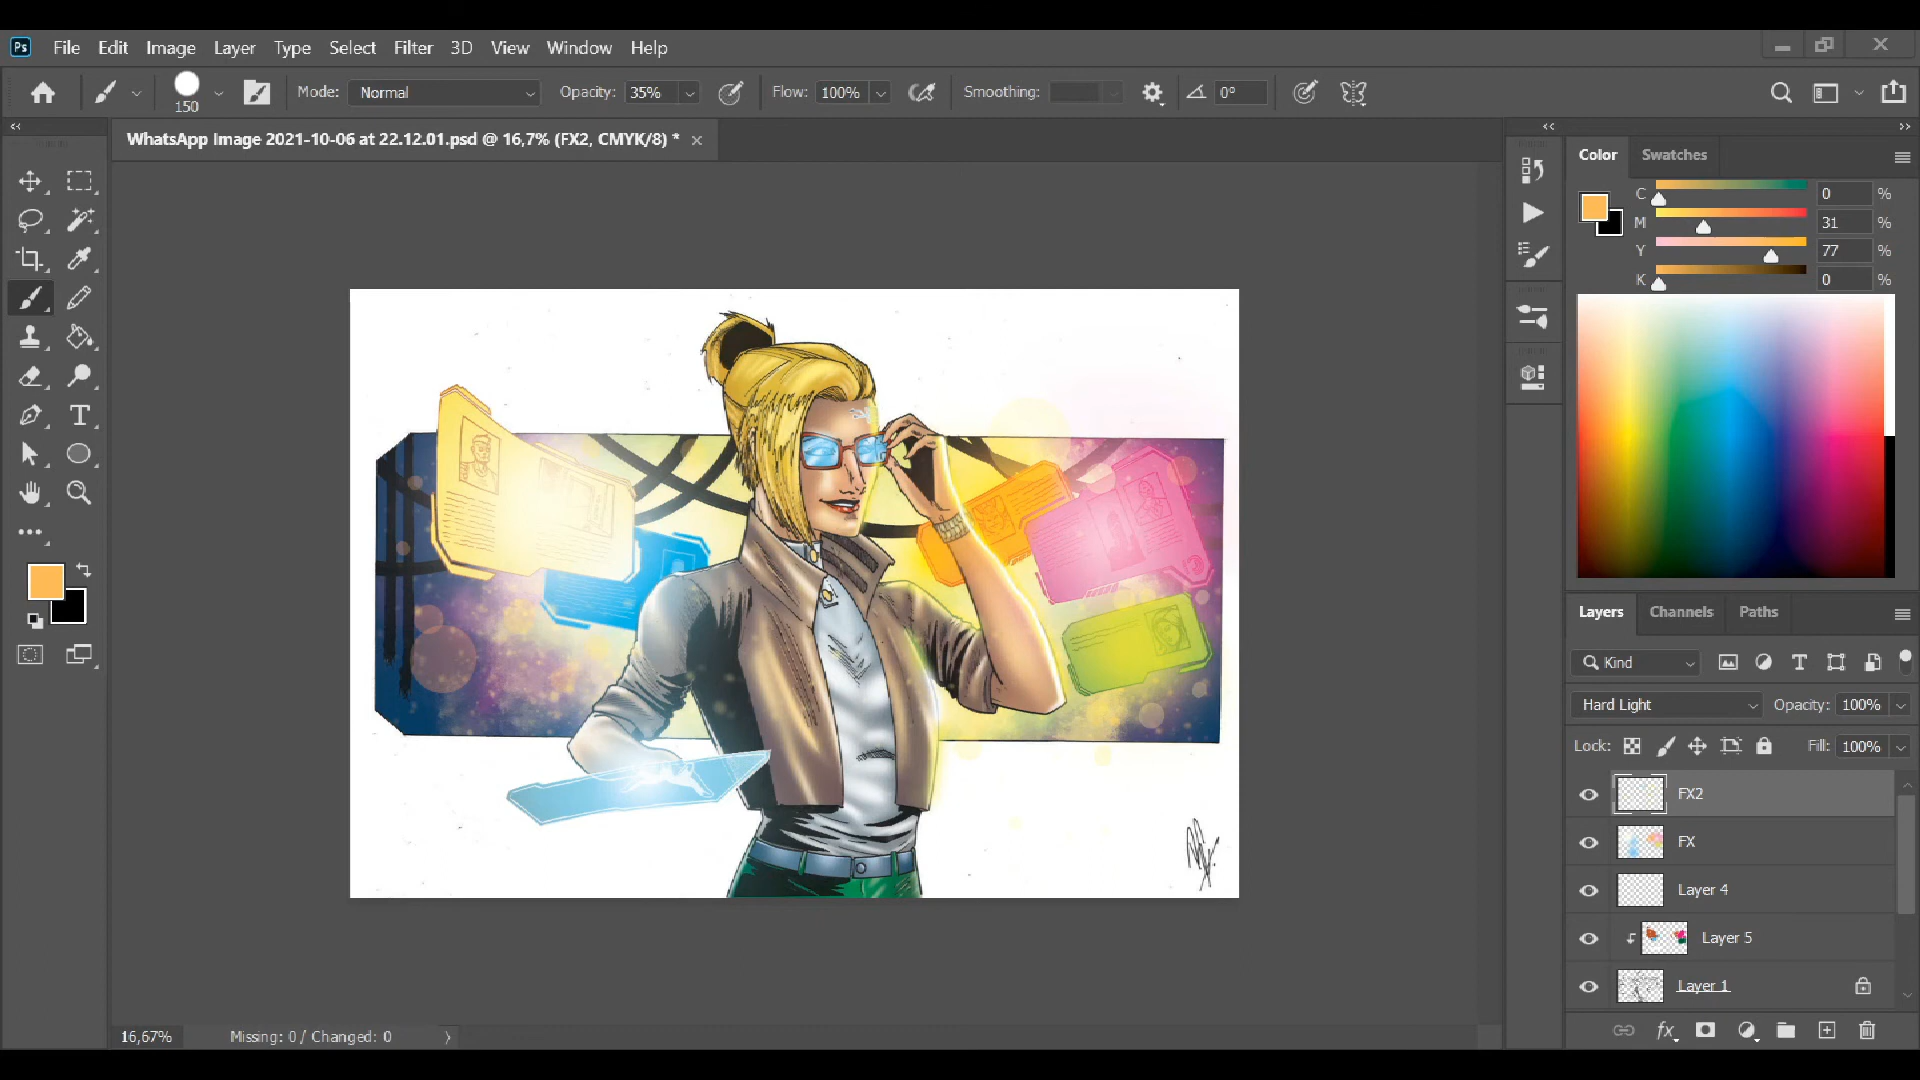 Ps File Edit Image Layer Type Select Filter 3D View Window Help
150 Mode: Normal Opacity: 35% Flow: 100% Smoothing: 0°
WhatsApp Image 2021-10-06 at 22.12.01.psd @ 16,7% (FX2, CMYK/8) *
Color Swatches
C 0 %
M 31 %
Y 77 %
K 0 %
Layers Channels Paths
Kind
Hard Light Opacity: 100%
Lock: Fill: 100%
FX2
FX
Layer 4
Layer 5
Layer 1
fx
16,67% Missing: 0 / Changed: 0